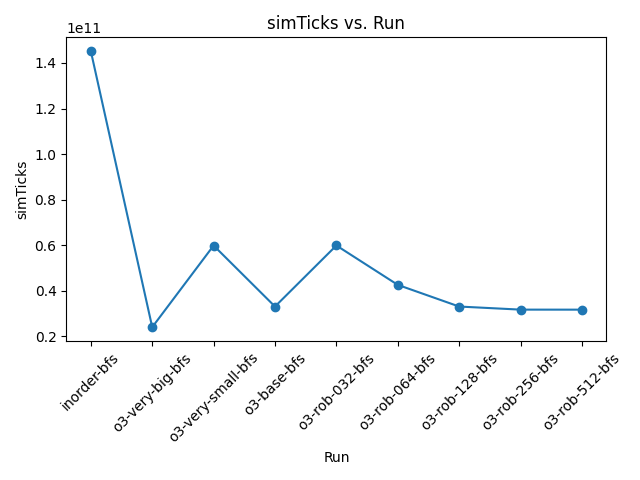 simTicks vs. Run
1e11
1.4
1.2
1.0
0.8
0.6
0.4
0.2
simTicks
inorder-bfs
o3-very-big-bfs
o3-very-small-bfs
o3-base-bfs
o3-rob-032-bfs
o3-rob-064-bfs
o3-rob-128-bfs
o3-rob-256-bfs
o3-rob-512-bfs
Run